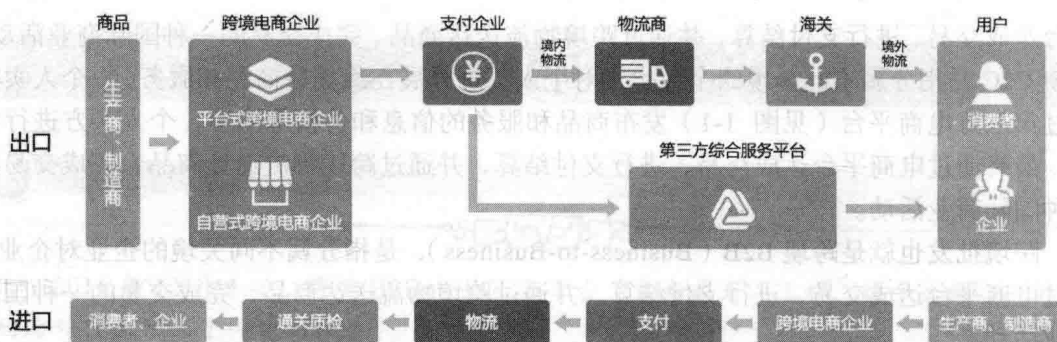 商品 跨境电商企业 支付企业 物流商 海关 用户
生产商、制造商
平台式跨境电商企业
自营式跨境电商企业
¥
境内
物流
境外
物流
消费者
企业
第三方综合服务平台
出口
进口 消费者、企业 通关质检 物流 支付 跨境电商企业 生产商、制造商